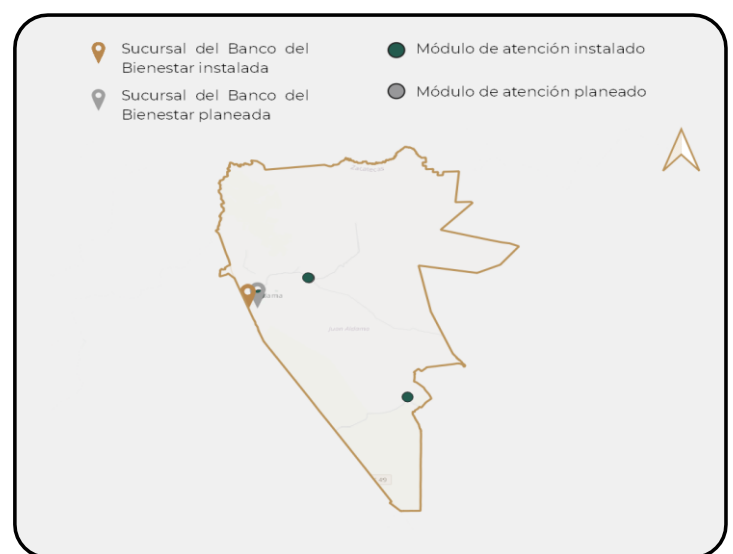 Sucursal del Banco del
Bienestar instalada
Sucursal del Banco del
Bienestar planeada
Módulo de atención instalado
Módulo de atención planeado